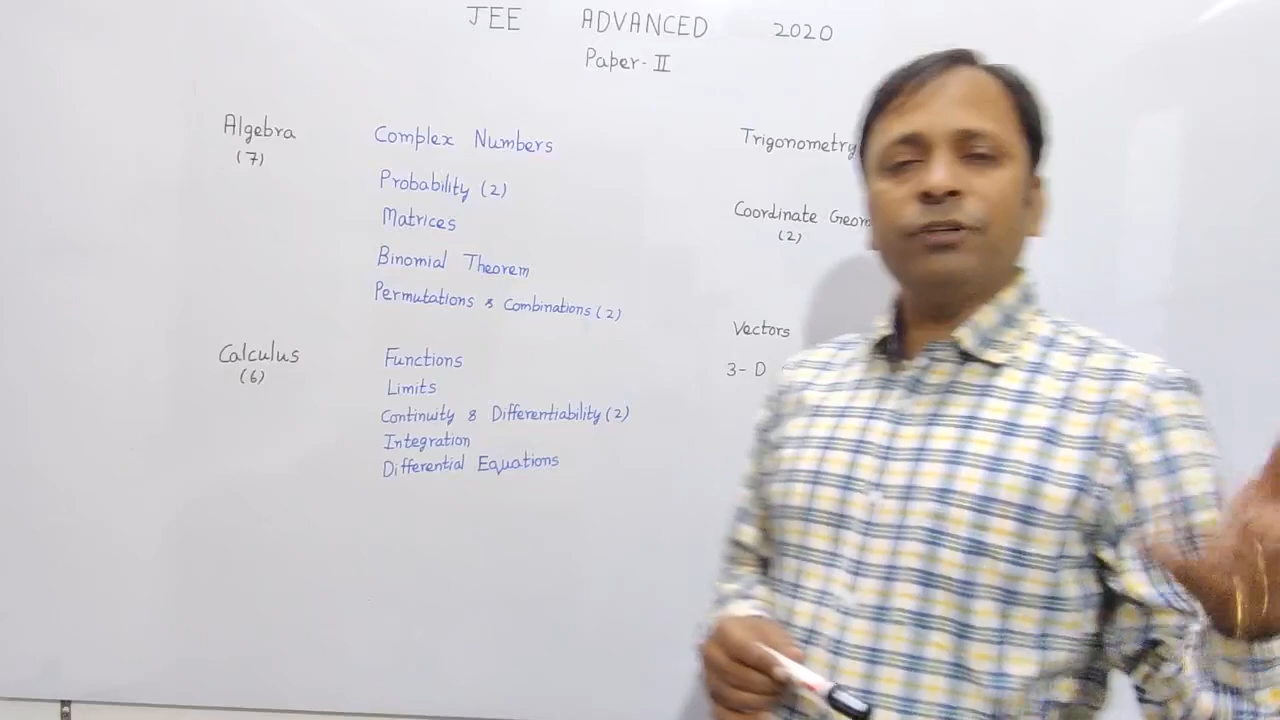 JEE ADVANCED 2020
Paper-II
Algebra
(7)
Complex Numbers
Probability (2)
Matrices
Binomial Theorem
Permutations & Combinations (2)
Calculus
(6)
Functions
Limits
Continuity & Differentiability (2)
Integration
Differential Equations
Trigonometry
Coordinate Geom
(2)
Vectors
3-D